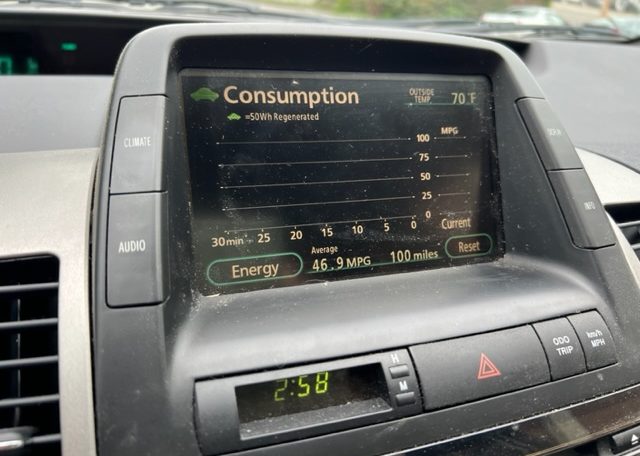 Consumption
OUTSIDE
TEMP 70°F
=50Wh Regenerated
100 MPG
75
50
25
0
30min 25 20 15 10 5 0 Current
Energy
Average
46.9 MPG 100 miles
Reset
CLIMATE
AUDIO
INFO
2:58
H
M
ODO
TRIP
km/h
MPH